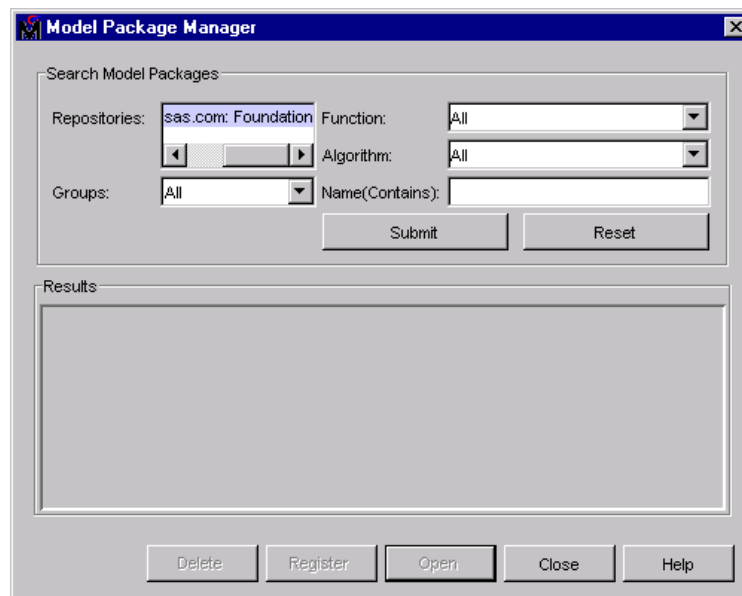 Model Package Manager
Search Model Packages
Repositories: sas.com: Foundation Function: All
Algorithm: All
Groups: All Name(Contains):
Submit Reset
Results
Delete Register Open Close Help